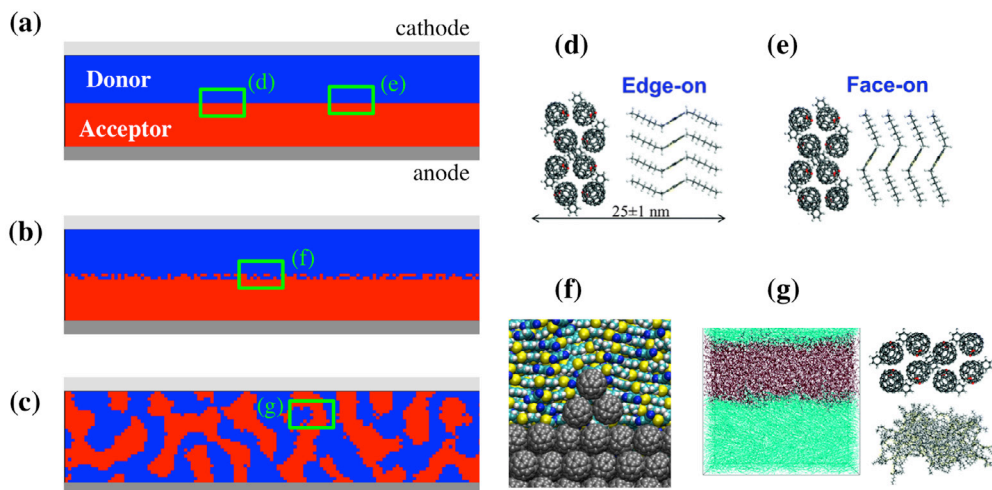 (a)
cathode
Donor
(d)
(e)
Acceptor
anode
(b)
(f)
(c)
(g)
(d)
Edge-on
25±1 nm
(e)
Face-on
(f)
(g)